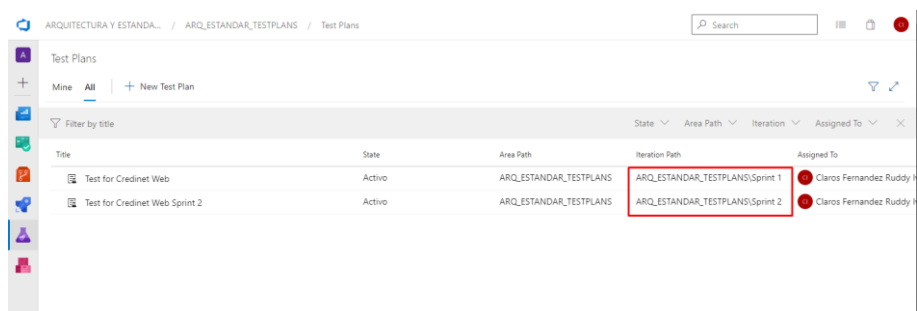 ARQUITECTURA Y ESTANDA... / ARQ_ESTANDAR_TESTPLANS / Test Plans Search
A Test Plans
Mine All + New Test Plan
Filter by title State Area Path Iteration Assigned To
Title State Area Path Iteration Path Assigned To
Test for Credinet Web Activo ARQ_ESTANDAR_TESTPLANS ARQ_ESTANDAR_TESTPLANS\Sprint 1 Claros Fernandez Ruddy
Test for Credinet Web Sprint 2 Activo ARQ_ESTANDAR_TESTPLANS ARQ_ESTANDAR_TESTPLANS\Sprint 2 Claros Fernandez Ruddy